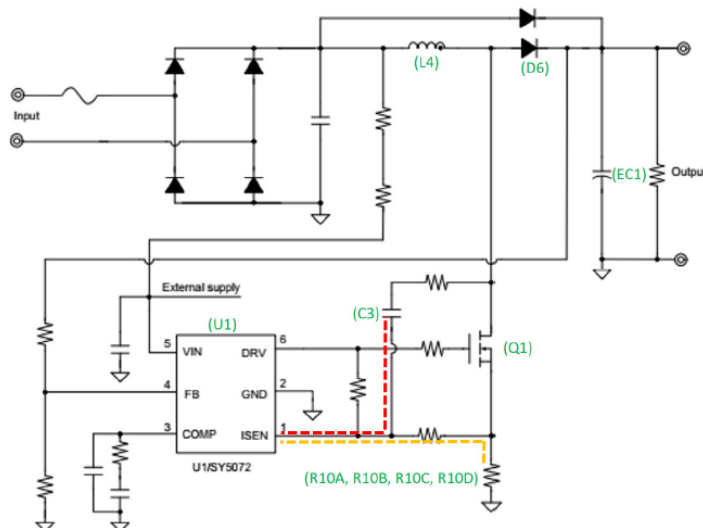 (L4)
(D6)
Input
(EC1)
Output
External supply
(C3)
(U1)
5
VIN
DRV
6
(Q1)
4
FB
GND
2
3
COMP
ISEN
1
U1/SY5072
(R10A, R10B, R10C, R10D)